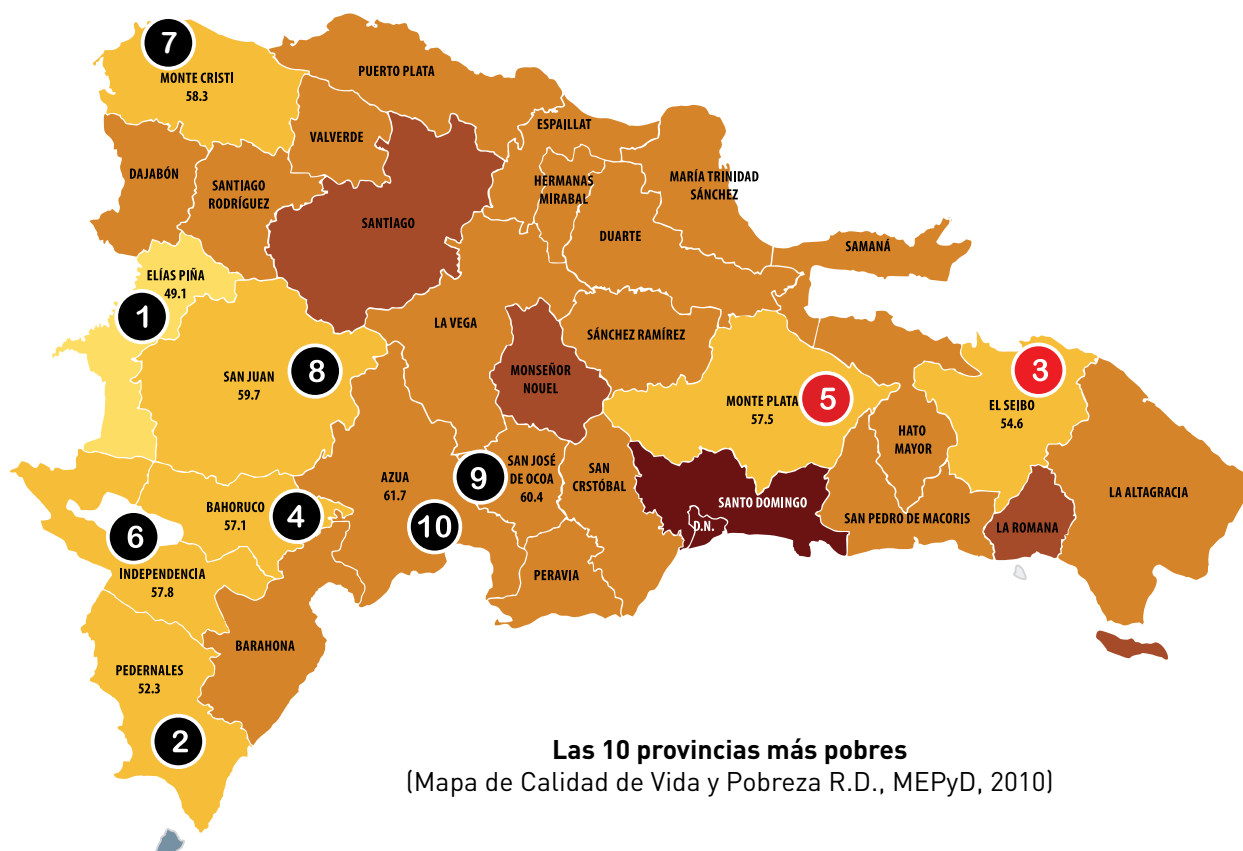 7
MONTE CRISTI
58.3
PUERTO PLATA
VALVERDE
ESPAILLAT
DAJABÓN
SANTIAGO
RODRÍGUEZ
HERMANAS
MIRABAL
MARÍA TRINIDAD
SÁNCHEZ
SANTIAGO
DUARTE
SAMANÁ
ELÍAS PIÑA
49.1
1
LA VEGA
SÁNCHEZ RAMÍREZ
SAN JUAN
59.7
8
MONSEÑOR
NOUEL
MONTE PLATA
57.5
5
3
EL SEIBO
54.6
HATO
MAYOR
AZUA
61.7
10
9
SAN JOSÉ
DE OCOA
60.4
SAN
CRSTÓBAL
SANTO DOMINGO
D.N.
SAN PEDRO DE MACORIS
LA ROMANA
LA ALTAGRACIA
BAHORUCO
57.1
4
6
INDEPENDENCIA
57.8
PERAVIA
BARAHONA
PEDERNALES
52.3
2
Las 10 provincias más pobres
(Mapa de Calidad de Vida y Pobreza R.D., MEPyD, 2010)